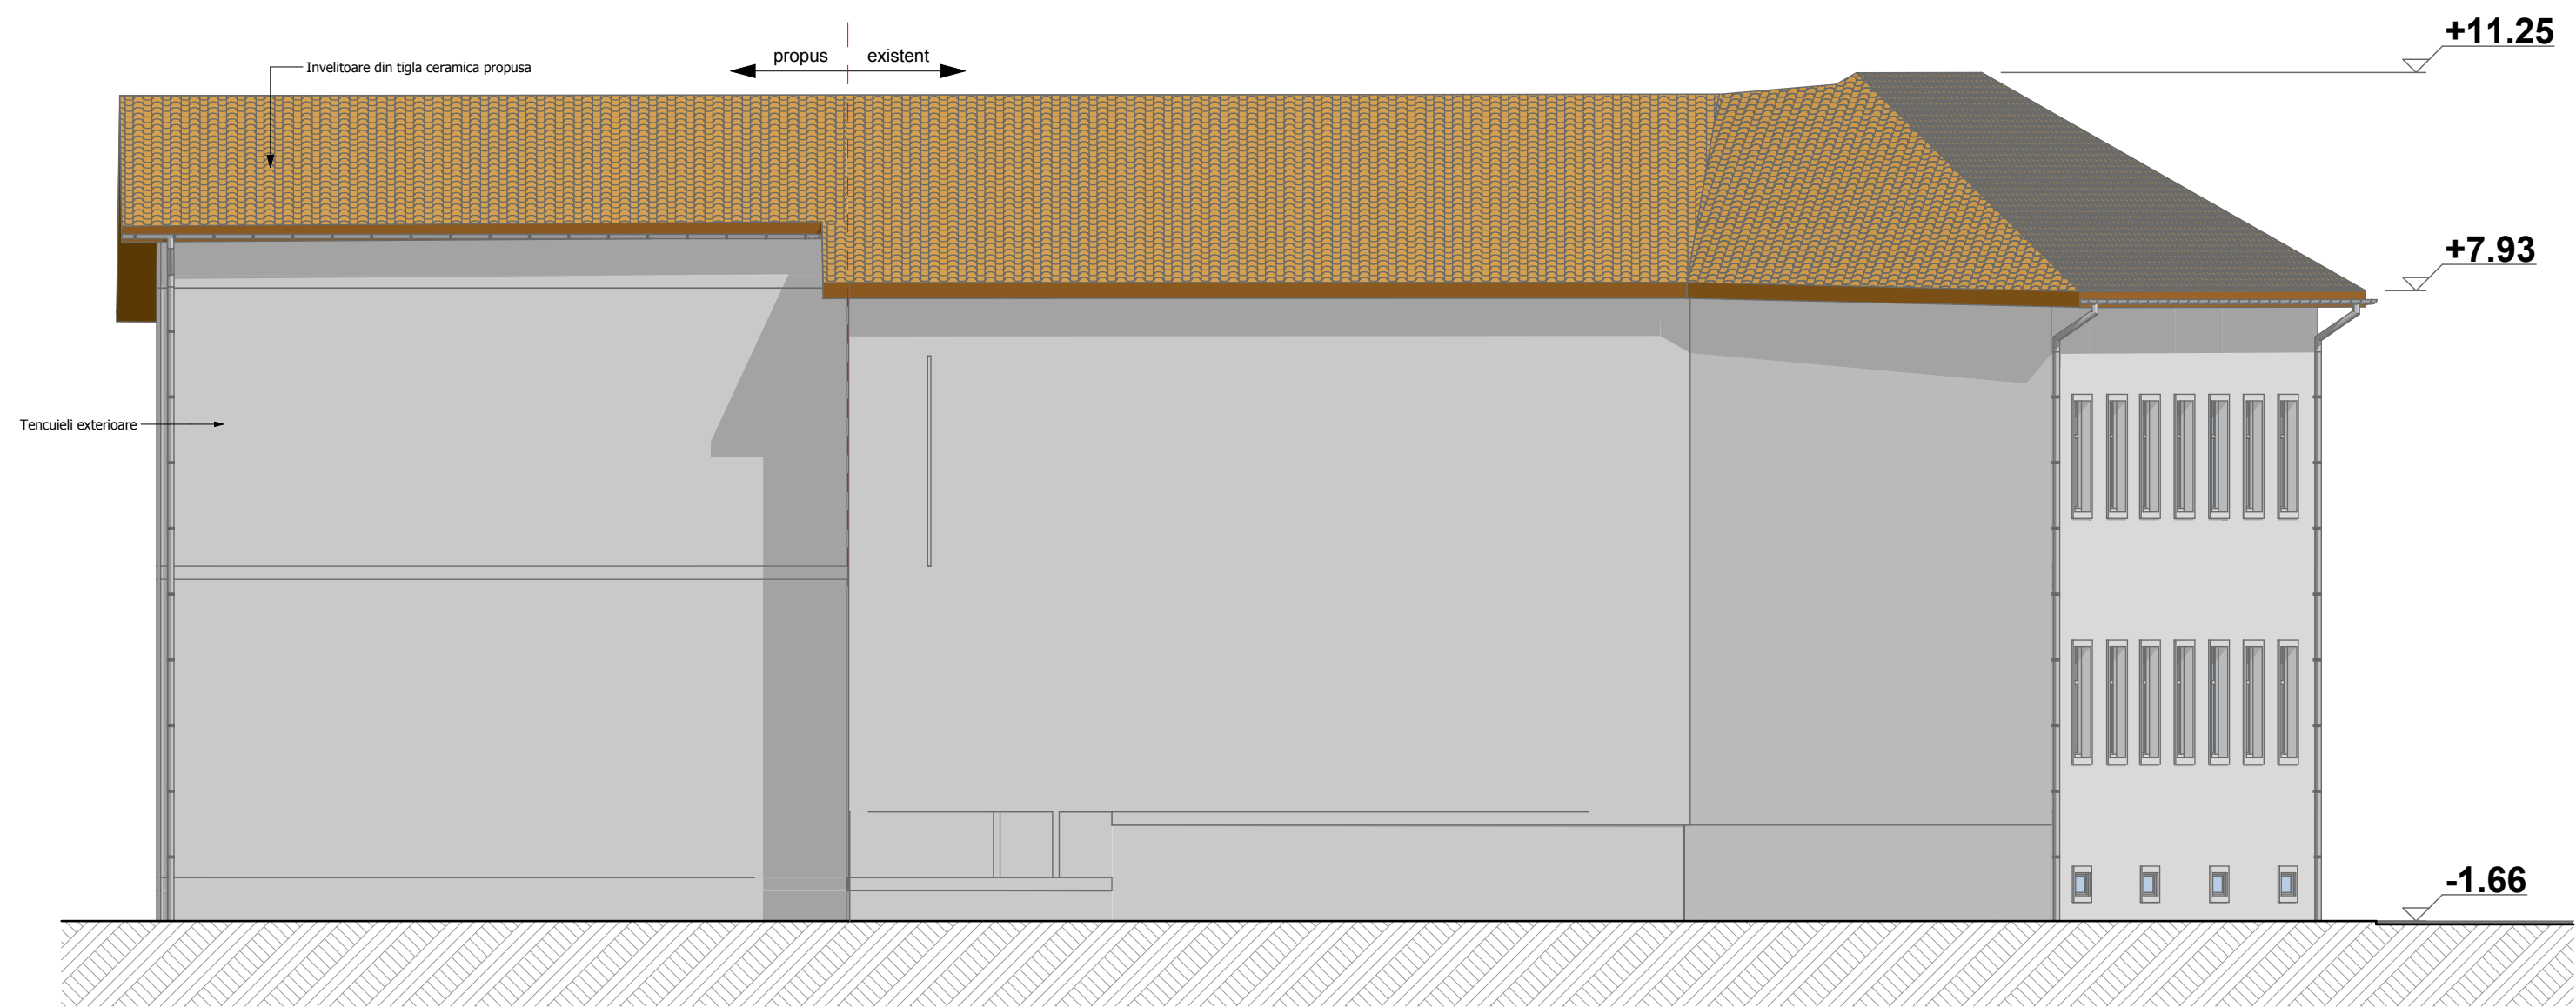 +11.25
propus existent
Invelitoare din tigla ceramica propusa
+7.93
Tencuieli exterioare
-1.66